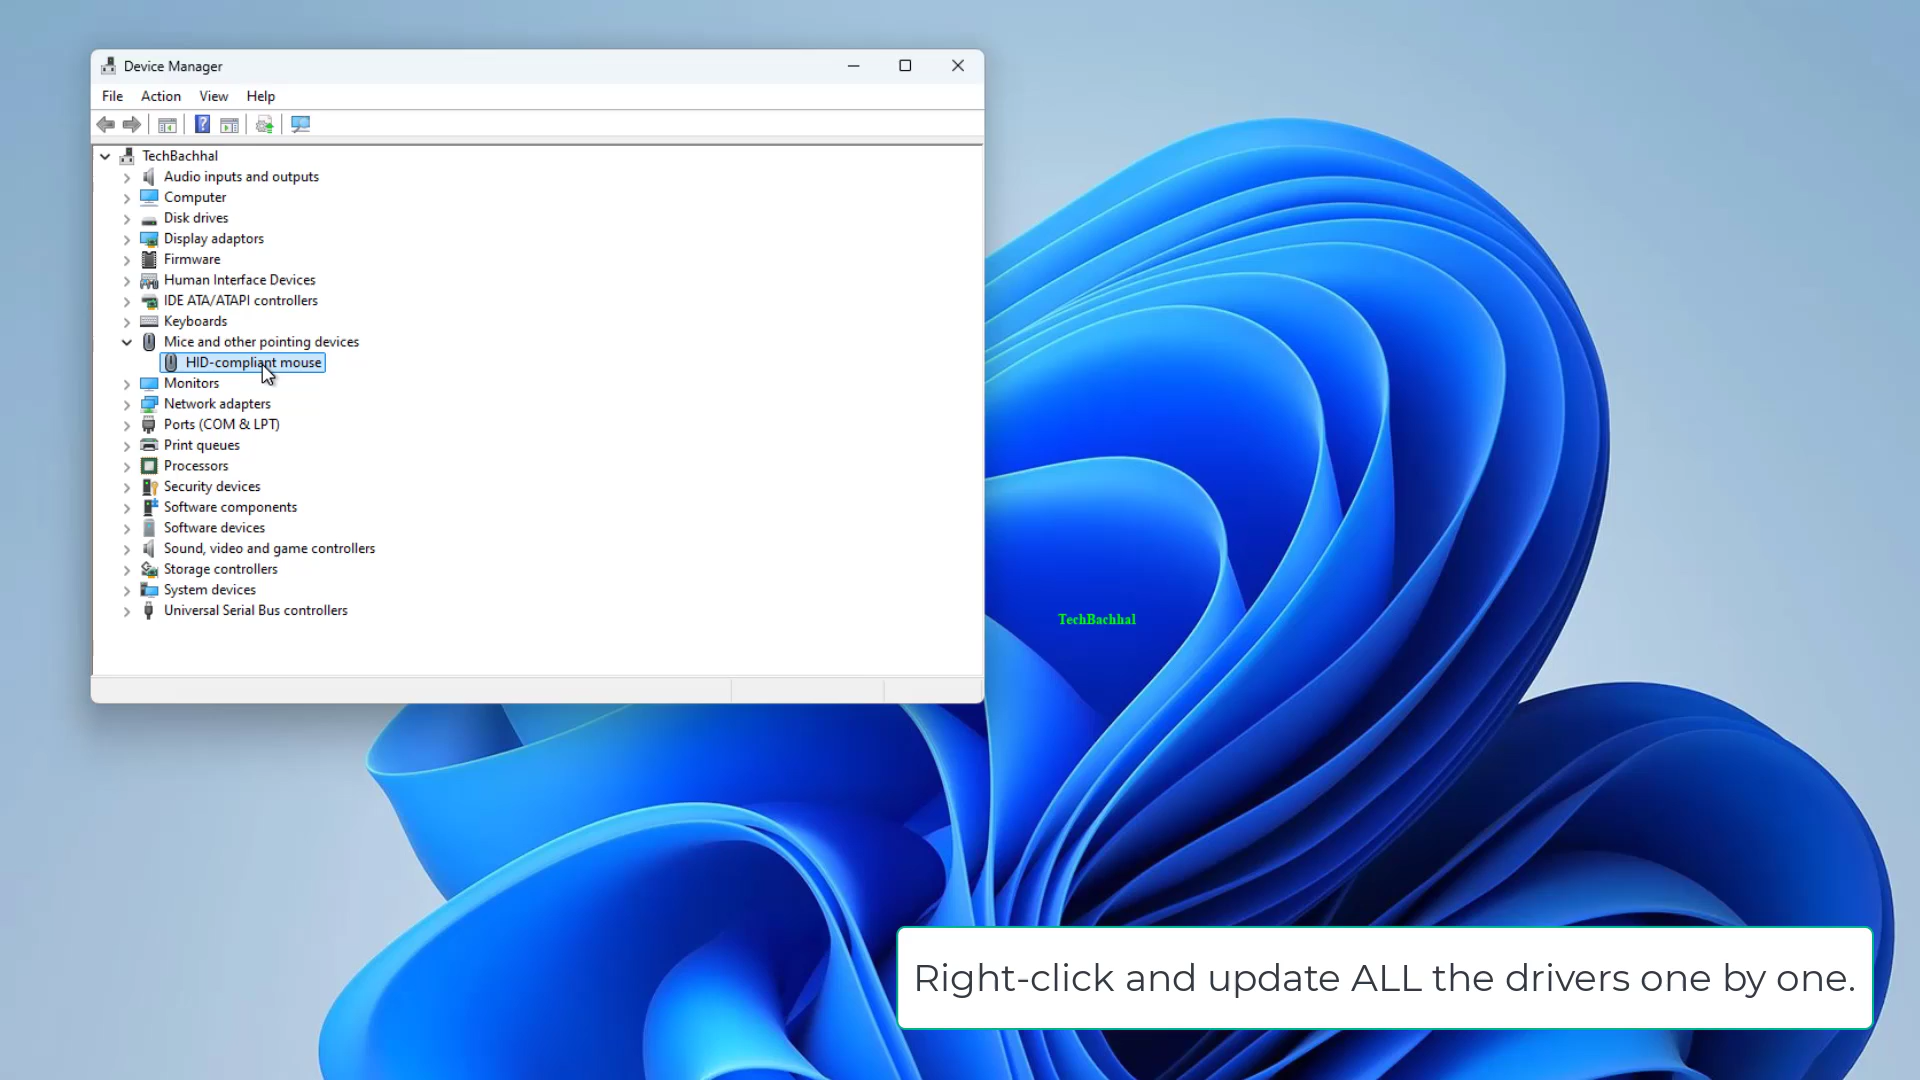 Device Manager
File Action View Help
TechBachhal
Audio inputs and outputs
Computer
Disk drives
Display adaptors
Firmware
Human Interface Devices
IDE ATA/ATAPI controllers
Keyboards
Mice and other pointing devices
HID-compliant mouse
Monitors
Network adapters
Ports (COM & LPT)
Print queues
Processors
Security devices
Software components
Software devices
Sound, video and game controllers
Storage controllers
System devices
Universal Serial Bus controllers
TechBachhal
Right-click and update ALL the drivers one by one.